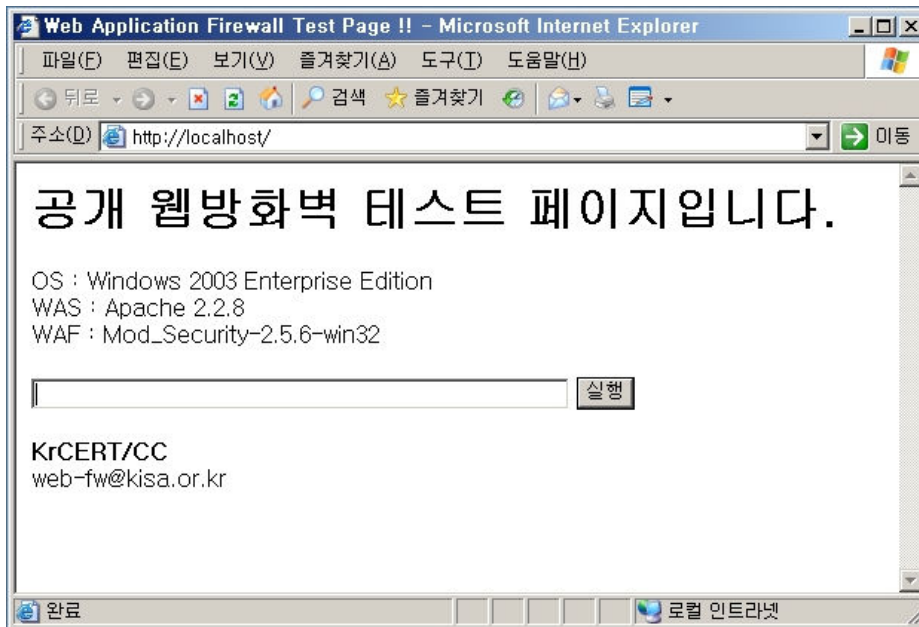 Web Application Firewall Test Page !! - Microsoft Internet Explorer
파일(F) 편집(E) 보기(V) 즐겨찾기(A) 도구(T) 도움말(H)
뒤로 검색 즐겨찾기
주소(D) http://localhost/ 이동
공개 웹방화벽 테스트 페이지입니다.
OS : Windows 2003 Enterprise Edition
WAS : Apache 2.2.8
WAF : Mod_Security-2.5.6-win32
실행
KrCERT/CC
web-fw@kisa.or.kr
완료 로컬 인트라넷